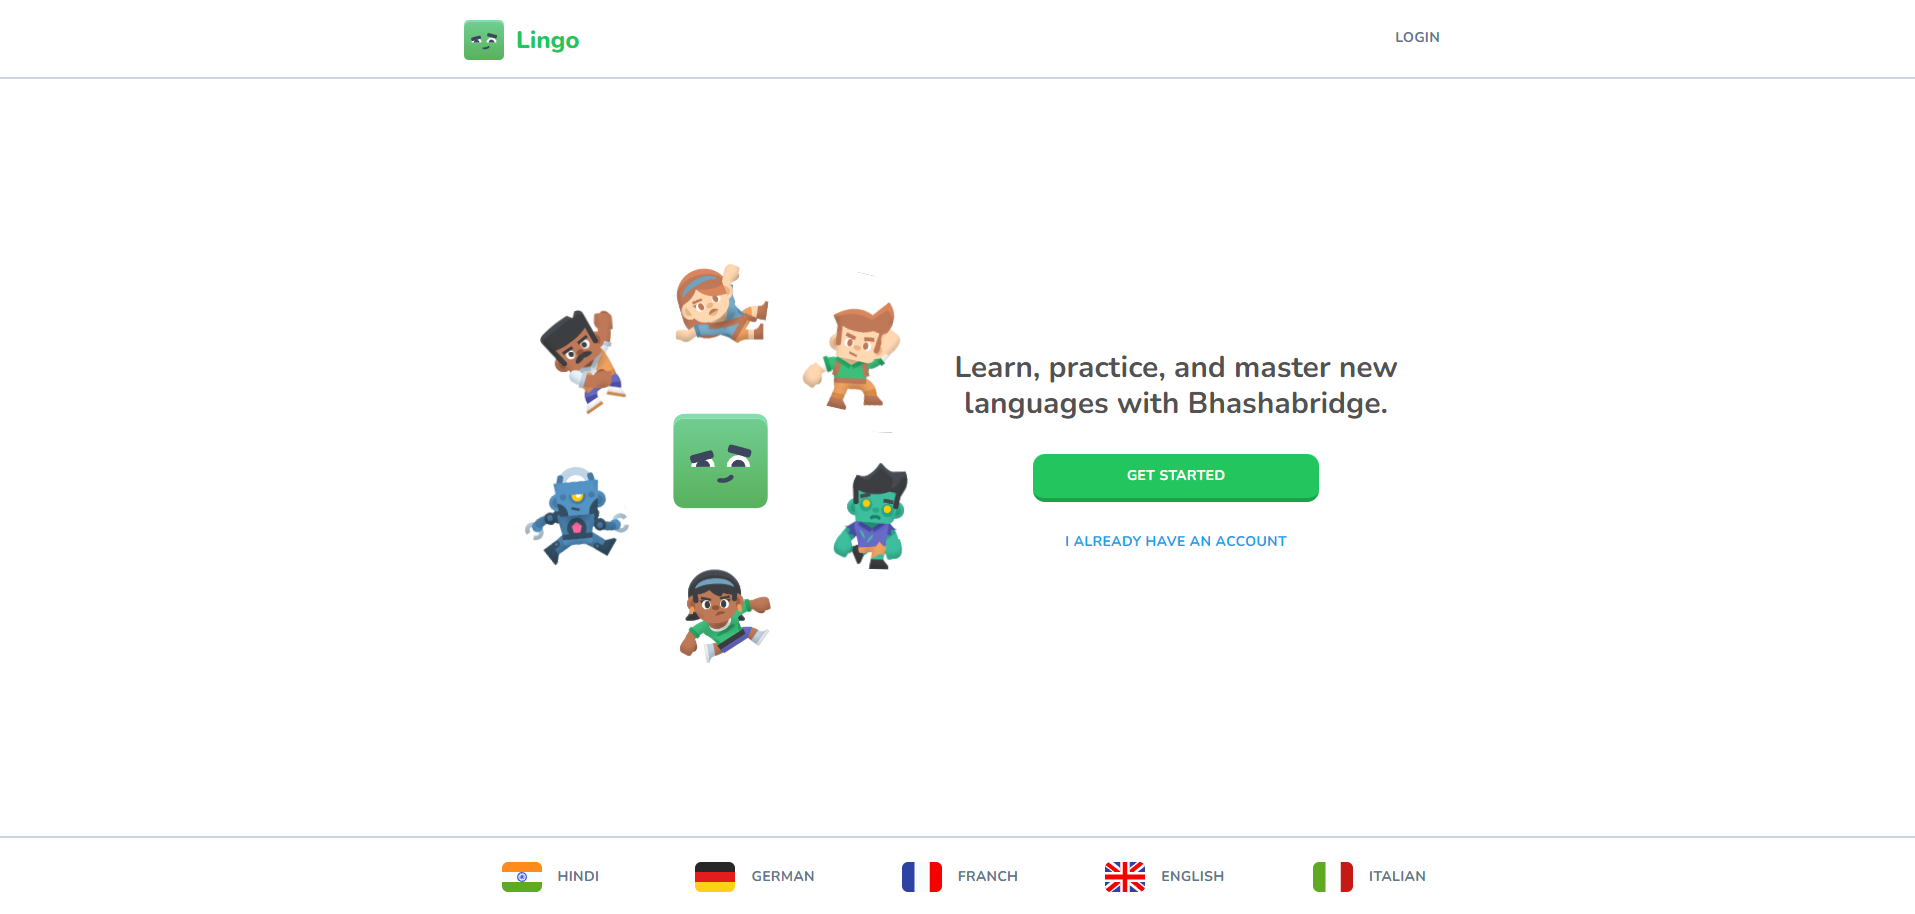 Lingo
LOGIN
Learn, practice, and master new
languages with Bhashabridge.
GET STARTED
I ALREADY HAVE AN ACCOUNT
HINDI
GERMAN
FRANCH
ENGLISH
ITALIAN